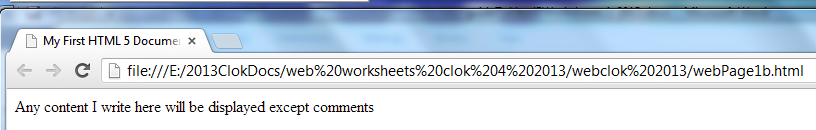 My First HTML 5 Documen
file:///E:/2013ClokDocs/web%20worksheets%20clok%204%202013/webclok%202013/webPage1b.html
Any content I write here will be displayed except comments